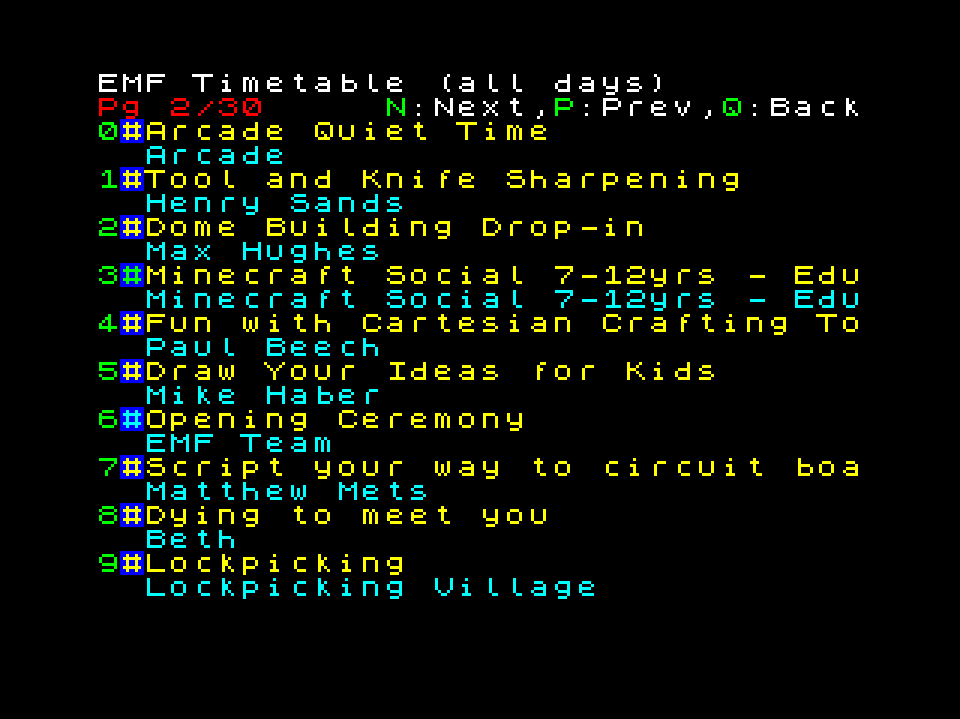 EMF Timetable (all days)
Pg 2/30 N:Next,P:Prev,Q:Back
0#Arcade Quiet Time
Arcade
1#Tool and Knife Sharpening
Henry Sands
2#Dome Building Drop-in
Max Hughes
3#Minecraft Social 7-12yrs - Edu
Minecraft Social 7-12yrs - Edu
4#Fun with Cartesian Crafting To
Paul Beech
5#Draw Your Ideas for Kids
Mike Haber
6#Opening Ceremony
EMF Team
7#Script your way to circuit boa
Matthew Mets
8#Dying to meet you
Beth
9#Lockpicking
Lockpicking Village